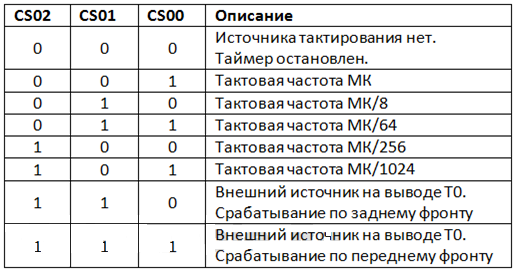 CS02 CS01 CS00 Описание
0 0 0 Источника тактирования нет.
Таймер остановлен.
0 0 1 Тактовая частота МК
0 1 0 Тактовая частота МК/8
0 1 1 Тактовая частота МК/64
1 0 0 Тактовая частота МК/256
1 0 1 Тактовая частота МК/1024
1 1 0 Внешний источник на выводе Т0.
Срабатывание по заднему фронту
1 1 1 Внешний источник на выводе Т0.
Срабатывание по переднему фронту